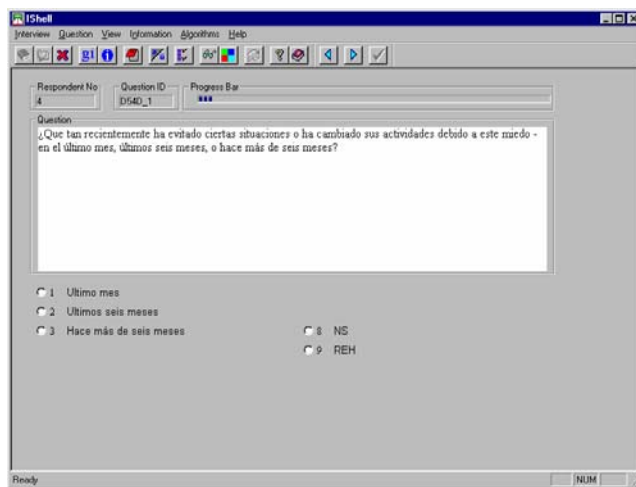 IShell
Interview Question View Information Algorithms Help
g1
Respondent No
Question ID
Progress Bar
4
D54D_1
Question
¿Que tan recientemente ha evitado ciertas situaciones o ha cambiado sus actividades debido a este miedo -
en el último mes, últimos seis meses, o hace más de seis meses?
1 Ultimo mes
2 Ultimos seis meses
3 Hace más de seis meses
8 NS
9 REH
Ready
NUM